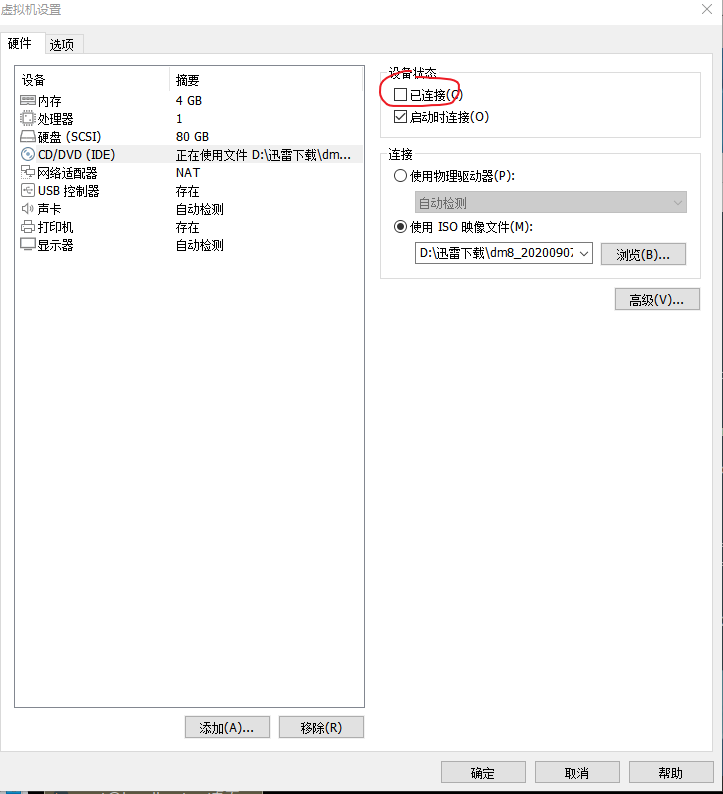 虚拟机设置
硬件 选项
设备 摘要
内存 4 GB
处理器 1
硬盘 (SCSI) 80 GB
CD/DVD (IDE) 正在使用文件 D:\迅雷下载\dm...
网络适配器 NAT
USB 控制器 存在
声卡 自动检测
打印机 存在
显示器 自动检测
添加(A)... 移除(R)
设备状态
已连接(C)
启动时连接(O)
连接
使用物理驱动器(P):
自动检测
使用 ISO 映像文件(M):
D:\迅雷下载\dm8_20200907 浏览(B)...
高级(V)...
确定 取消 帮助